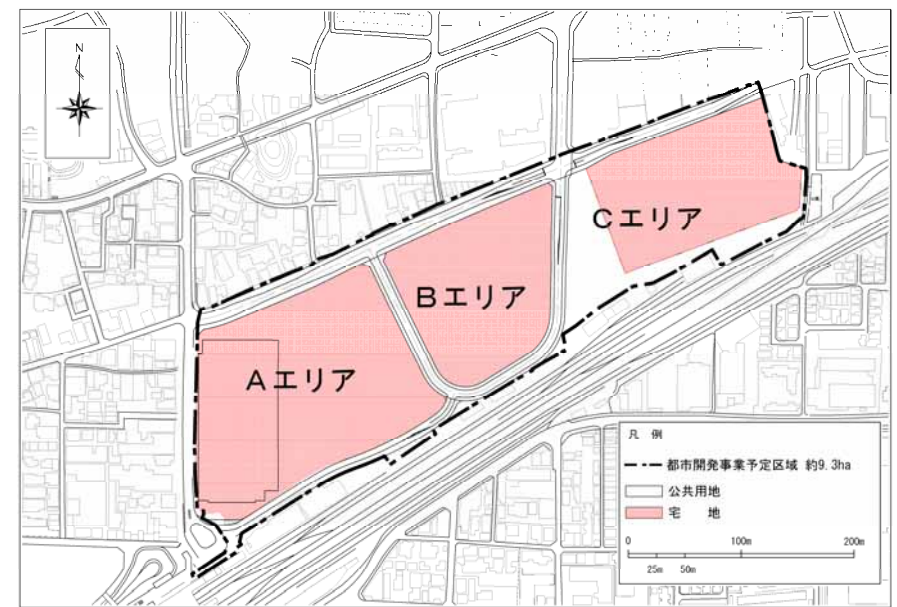 N
Cエリア
Bエリア
Aエリア
凡 例
都市開発事業予定区域 約9.3ha
公共用地
宅 地
0 100m 200m
25m 50m